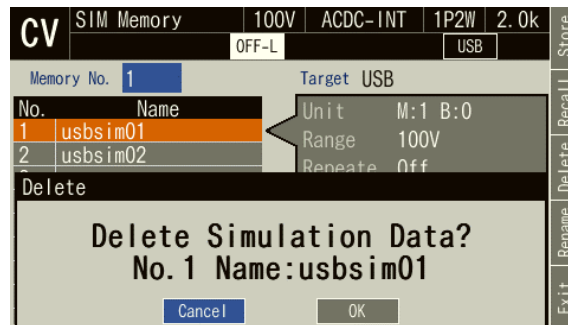 CV SIM Memory 100V ACDC-INT 1P2W 2.0k
OFF-L USB
Memory No. 1 Target USB
No. Name
1 usbsim01
2 usbsim02
Unit M:1 B:0
Range 100V
Repeate Off
Delete
Delete Simulation Data?
No.1 Name:usbsim01
Cancel OK
Store
Recall
Delete
Rename
Exit